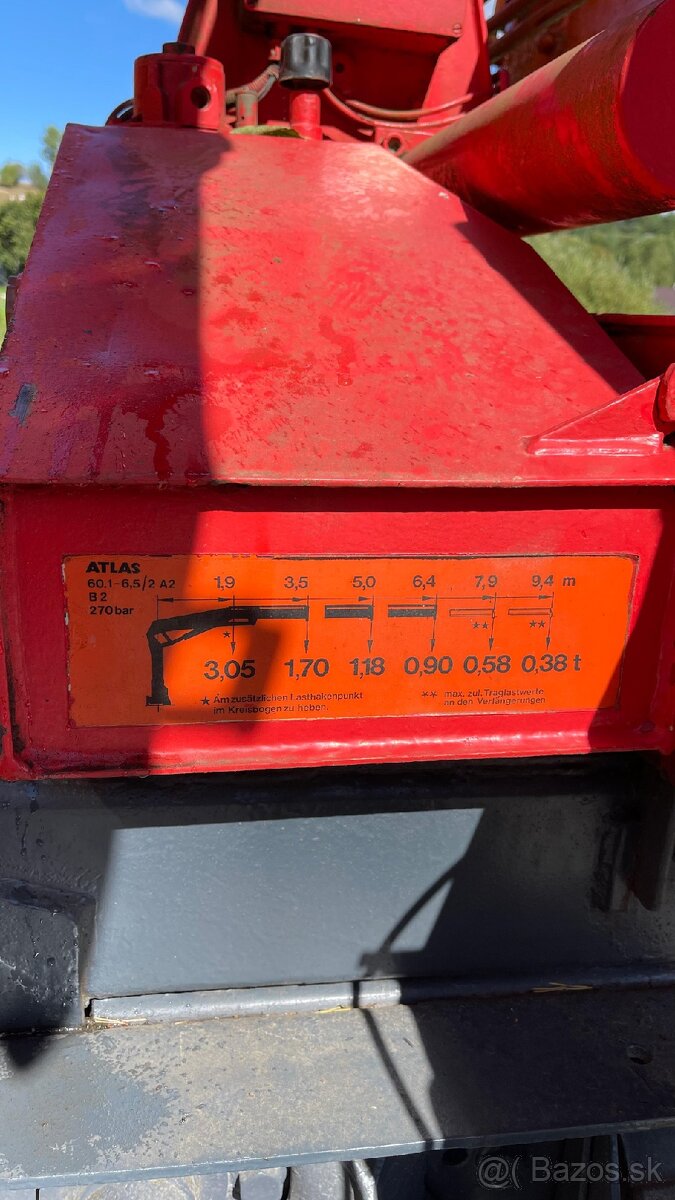 ATLAS
60.1-6,5/2 A2
B2
270bar
1,9 3,5 5,0 6,4 7,9 9,4 m
★ ★★ ★★
3,05 1,70 1,18 0,90 0,58 0,38 t
★ Am zusätzlichen Lasthakenpunkt
im Kreisbogen zu heben.
★★ max. zul. Traglastwerte
an den Verlängerungen
@ Bazos.sk